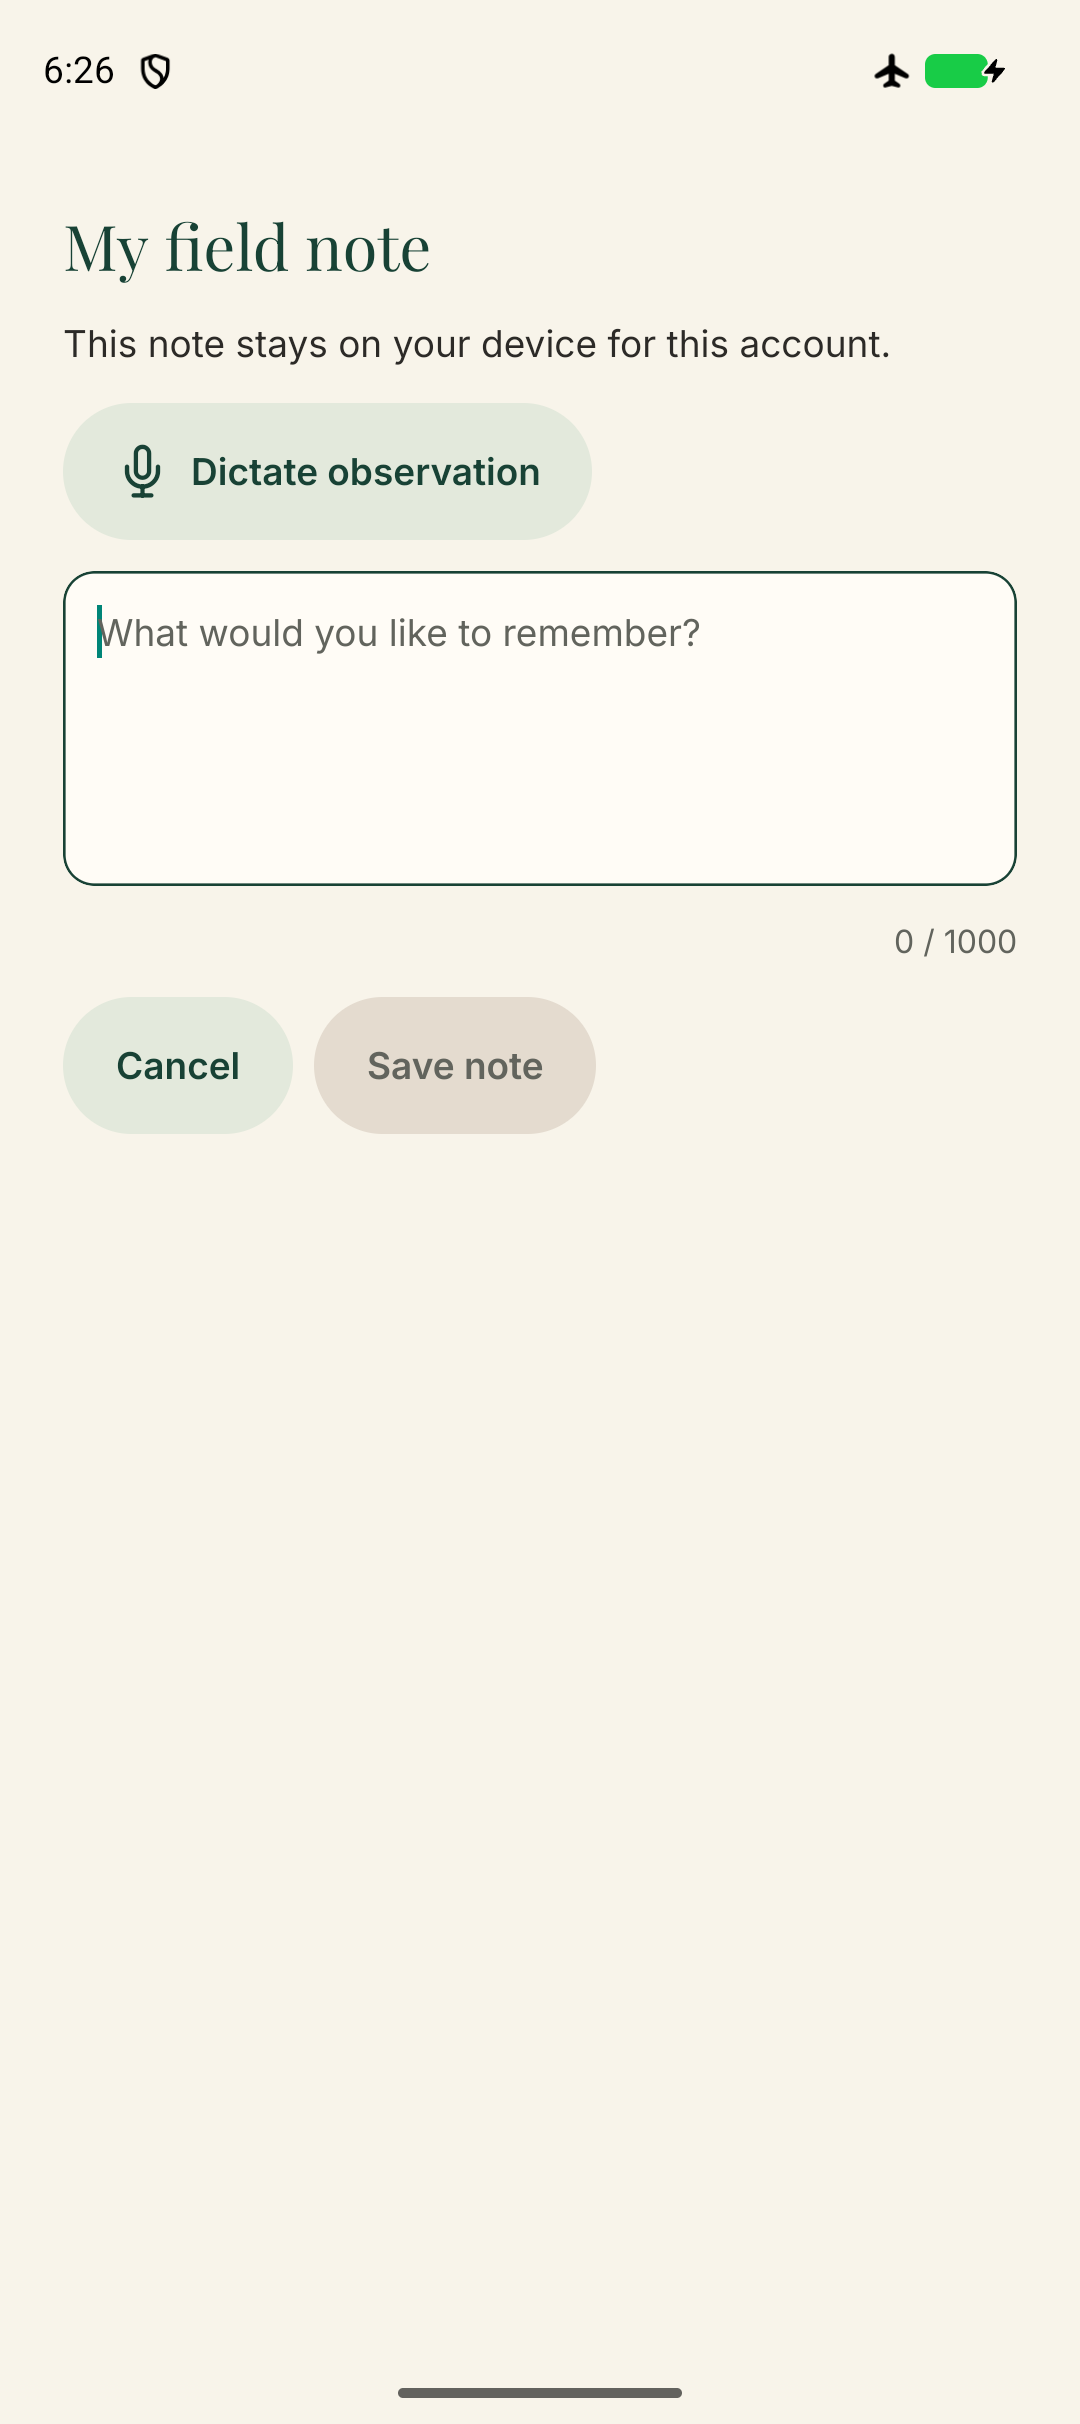 6:26
My field note
This note stays on your device for this account.
Dictate observation
What would you like to remember?
0 / 1000
Cancel Save note